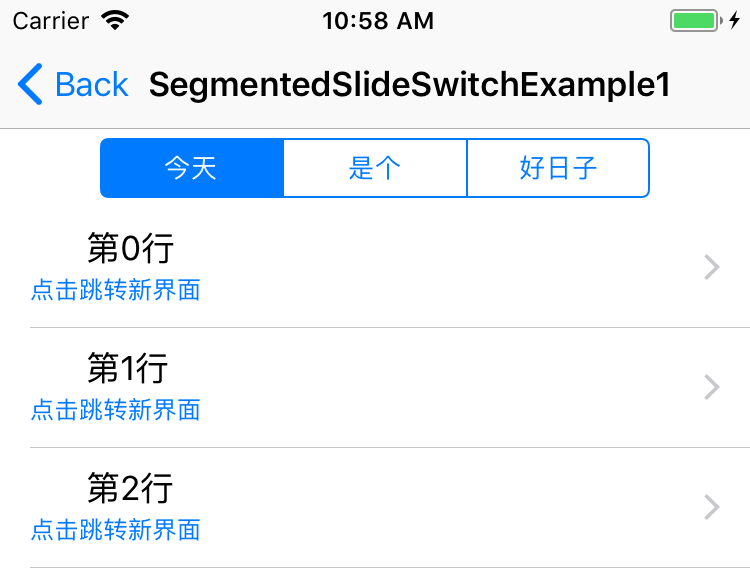 Carrier 10:58 AM
Back SegmentedSlideSwitchExample1
今天 是个 好日子
第0行
点击跳转新界面
第1行
点击跳转新界面
第2行
点击跳转新界面